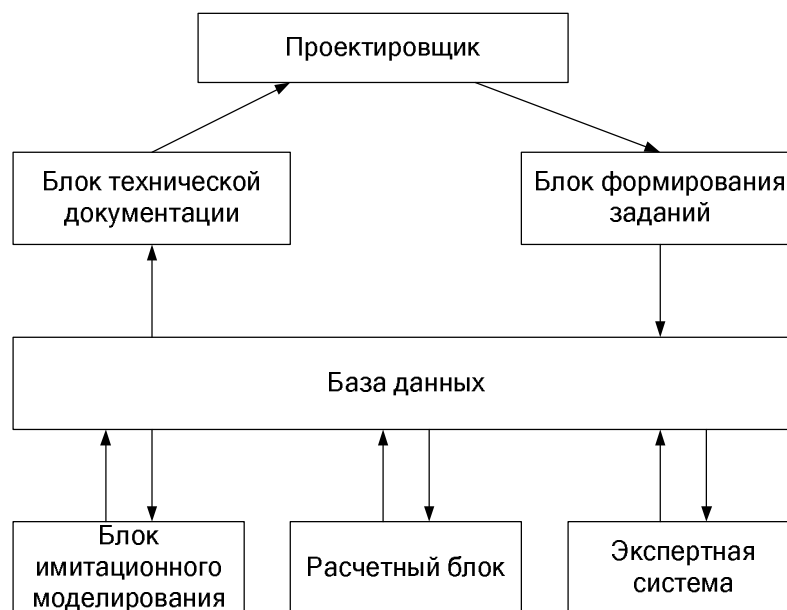 Проектировщик
Блок технической
документации
Блок формирования
заданий
База данных
Блок
имитационного
моделирования
Расчетный блок
Экспертная
система